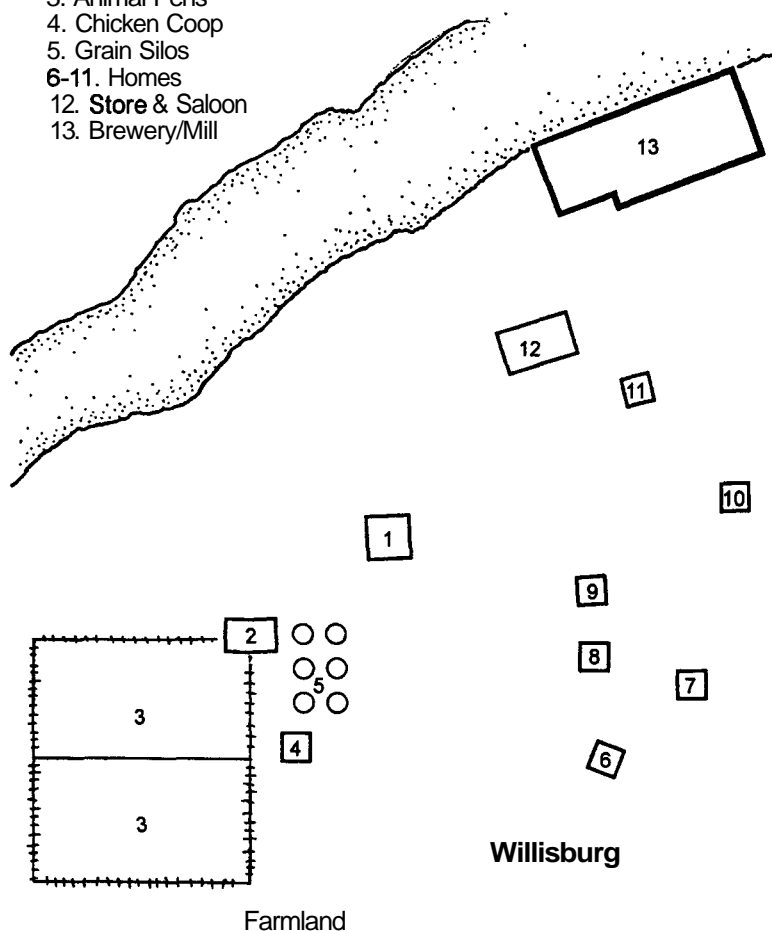 4. Chicken Coop
5. Grain Silos
6-11. Homes
12. Store & Saloon
13. Brewery/Mill
13
12
11
10
1
9
2
8
5
7
3
4
6
3
Willisburg
Farmland